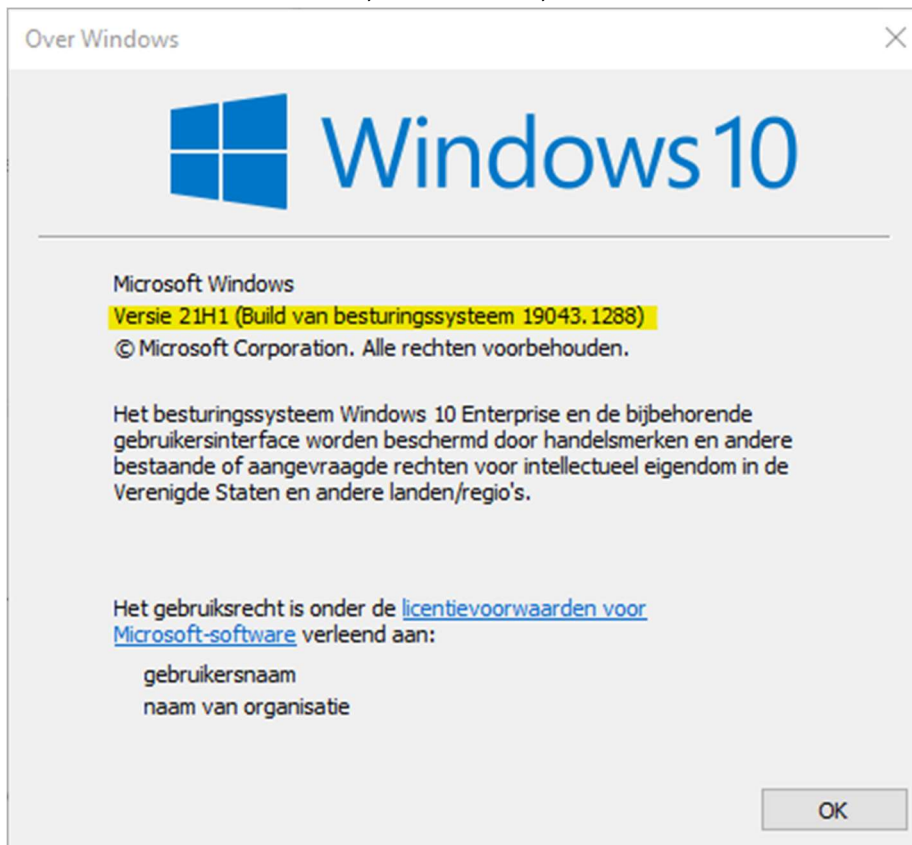 Over Windows
Windows 10
Microsoft Windows
Versie 21H1 (Build van besturingssysteem 19043.1288)
© Microsoft Corporation. Alle rechten voorbehouden.
Het besturingssysteem Windows 10 Enterprise en de bijbehorende
gebruikersinterface worden beschermd door handelsmerken en andere
bestaande of aangevraagde rechten voor intellectueel eigendom in de
Verenigde Staten en andere landen/regio's.
Het gebruiksrecht is onder de licentievoorwaarden voor
Microsoft-software verleend aan:
gebruikersnaam
naam van organisatie
OK